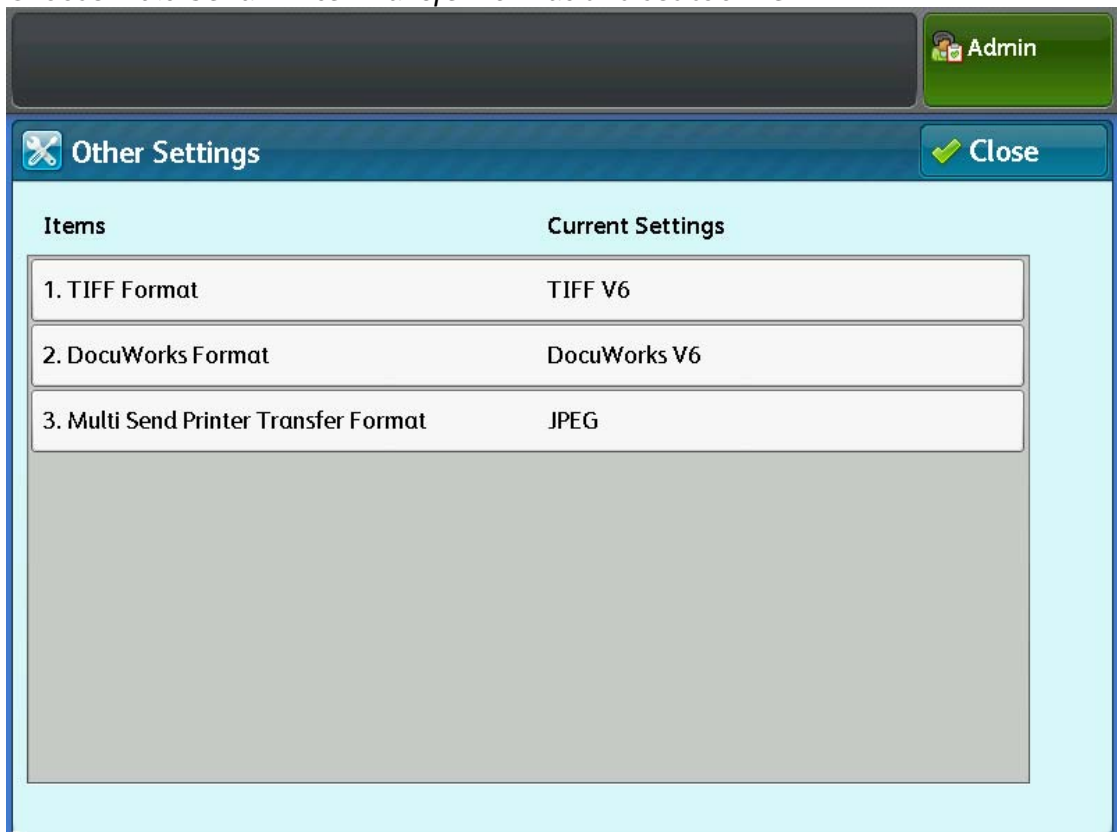 Admin
Other Settings
Close
Items Current Settings
1. TIFF Format TIFF V6
2. DocuWorks Format DocuWorks V6
3. Multi Send Printer Transfer Format JPEG